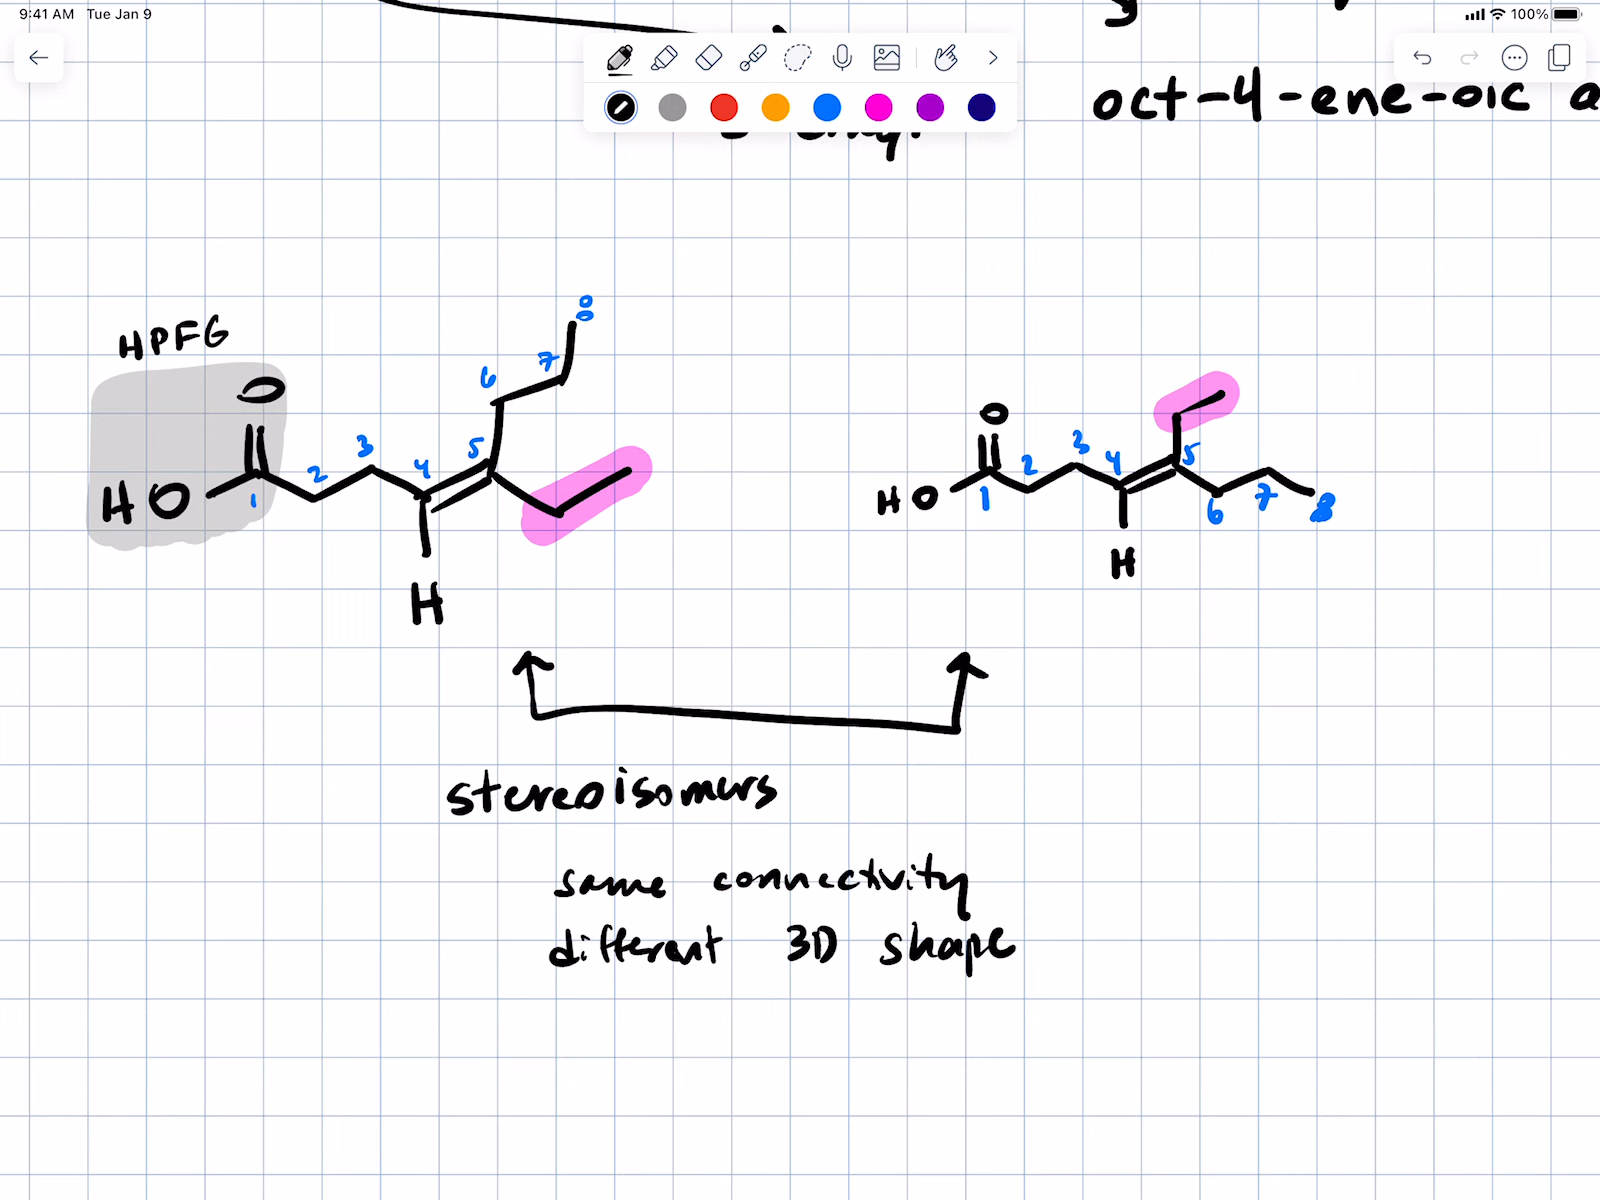 9:41 AM Tue Jan 9
100%
oct-4-ene-oic a
HPFG
O
HO
1
2
3
4
5
6
7
8
H
O
HO
1
2
3
4
5
6
7
8
H
stereoisomers
same connectivity
different 3D shape